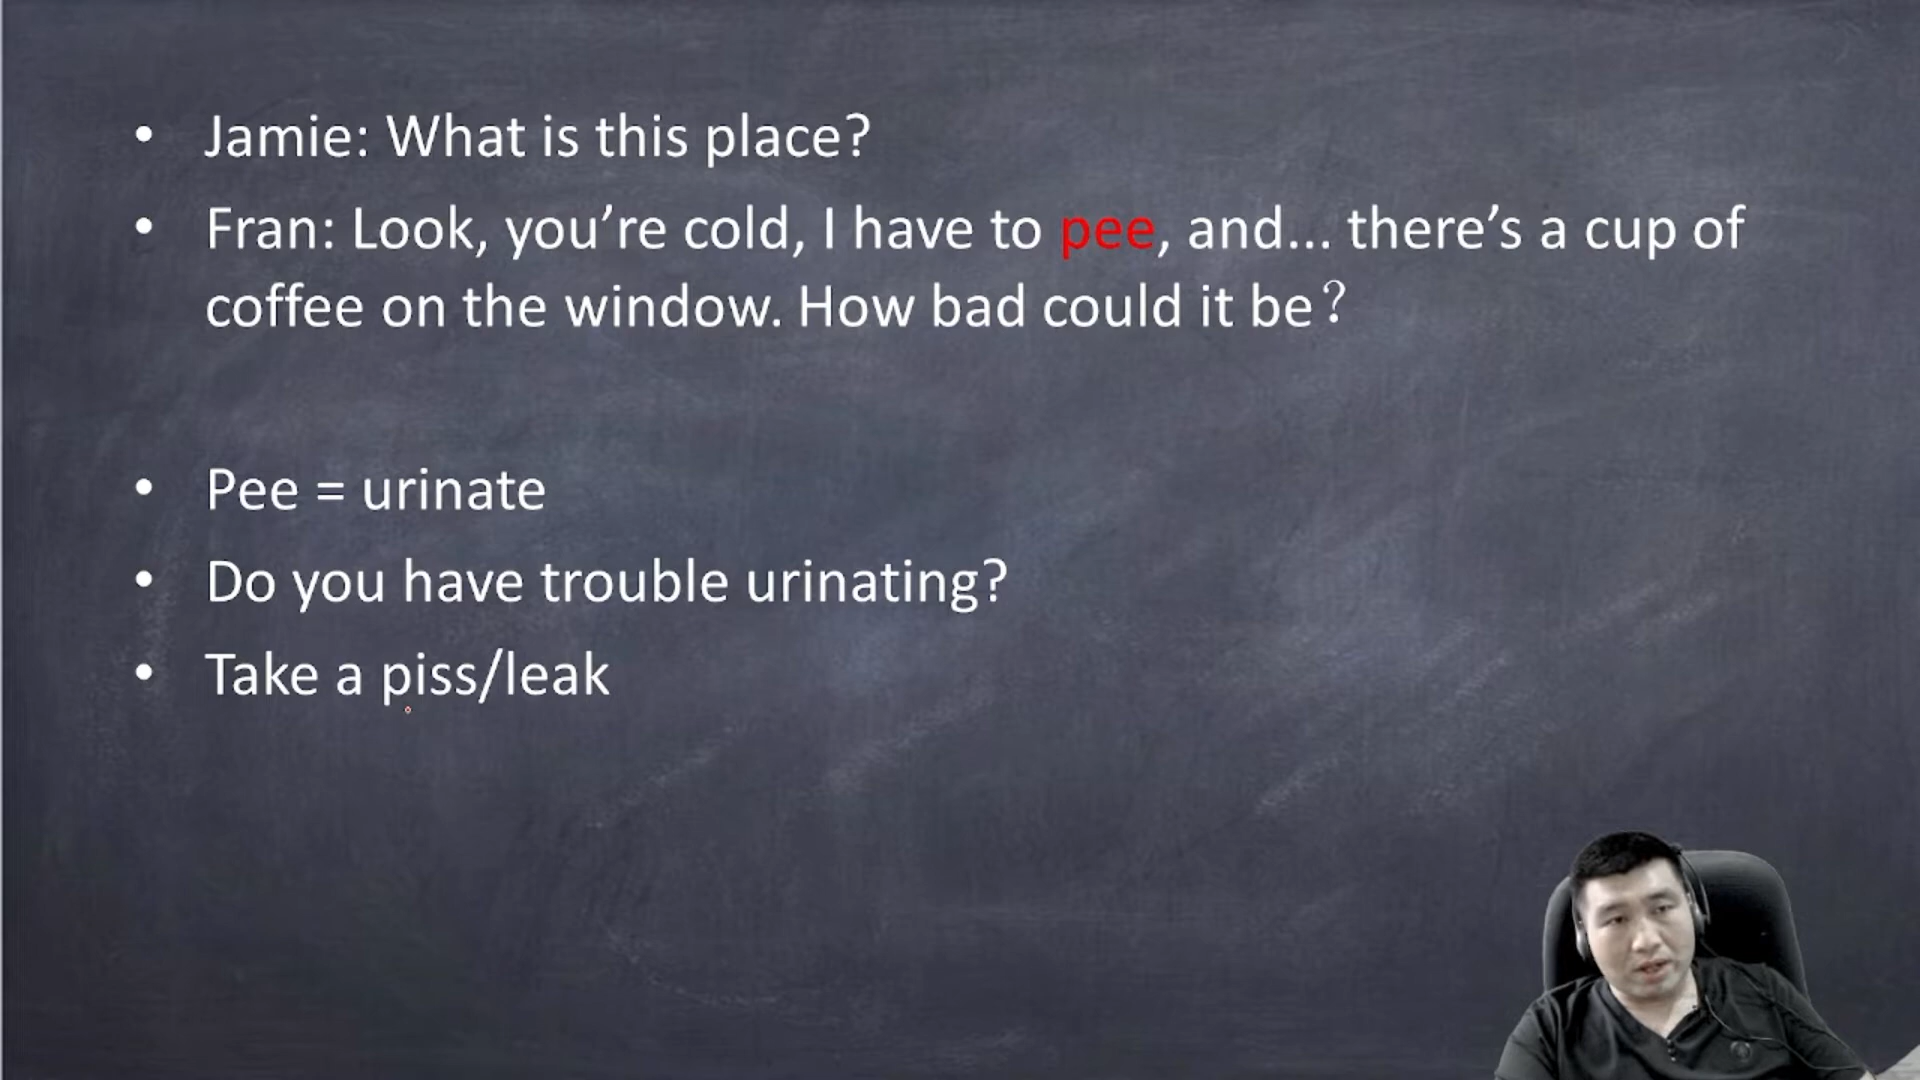 • Jamie: What is this place?
• Fran: Look, you’re cold, I have to pee, and... there’s a cup of
coffee on the window. How bad could it be？
• Pee = urinate
• Do you have trouble urinating?
• Take a piss/leak